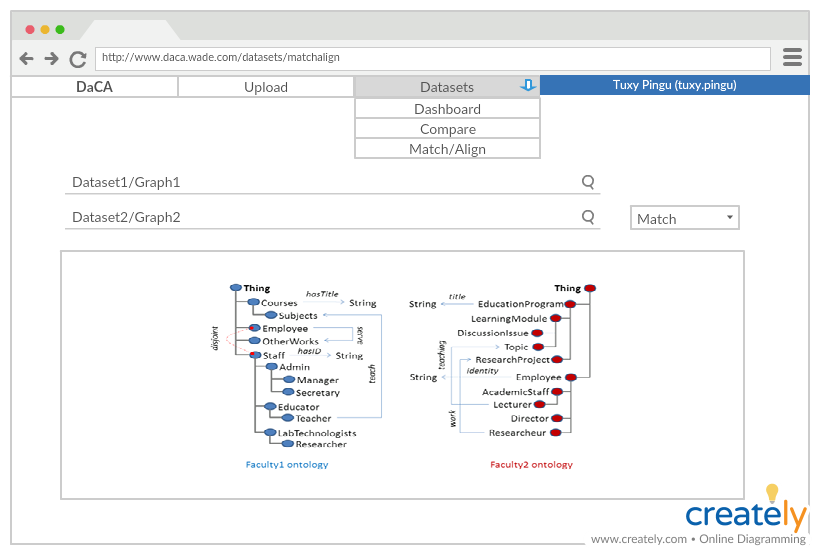 http://www.daca.wade.com/datasets/matchalign
DaCA
Upload
Datasets
Tuxy Pingu (tuxy.pingu)
Dashboard
Compare
Match/Align
Dataset1/Graph1
Dataset2/Graph2
Match
Thing
hasTitle
Courses
String
Subjects
Employee
serve
disjoint
OtherWorks
hasID
Staff
String
Admin
teach
Manager
Secretary
Educator
Teacher
LabTechnologists
Researcher
Faculty1 ontology
Thing
title
String
EducationProgram
LearningModule
DiscussionIssue
Topic
teaching
ResearchProject
identity
String
Employee
AcademicStaff
Lecturer
work
Director
Researcheur
Faculty2 ontology
creately
www.creately.com • Online Diagramming